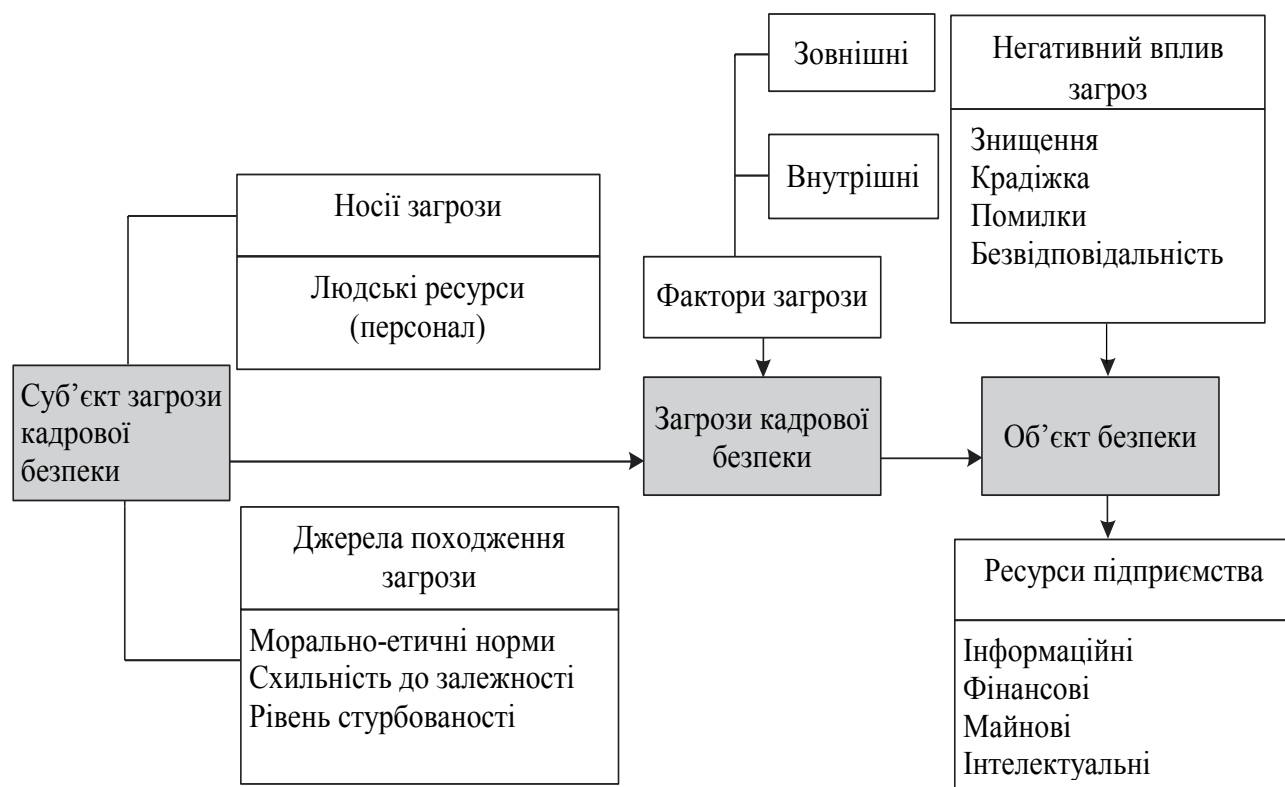 Зовнішні
Внутрішні
Негативний вплив
загроз
Знищення
Крадіжка
Помилки
Безвідповідальність
Носії загрози
Людські ресурси
(персонал)
Фактори загрози
Суб’єкт загрози
кадрової
безпеки
Загрози кадрової
безпеки
Об’єкт безпеки
Джерела походження
загрози
Морально-етичні норми
Схильність до залежності
Рівень стурбованості
Ресурси підприємства
Інформаційні
Фінансові
Майнові
Інтелектуальні